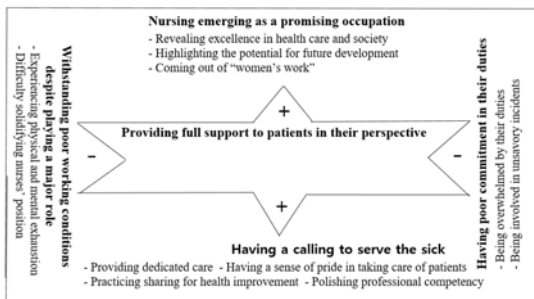 Nursing emerging as a promising occupation
- Revealing excellence in health care and society
- Highlighting the potential for future development
- Coming out of “women’s work”
+
Withstanding poor working conditions
despite playing a major role
- Experiencing physical and mental exhaustion
- Difficulty solidifying nurses’ position
-
Providing full support to patients in their perspective
-
Having poor commitment in their duties
- Being overwhelmed by their duties
- Being involved in unsavory incidents
+
Having a calling to serve the sick
- Providing dedicated care - Having a sense of pride in taking care of patients
- Practicing sharing for health improvement - Polishing professional competency